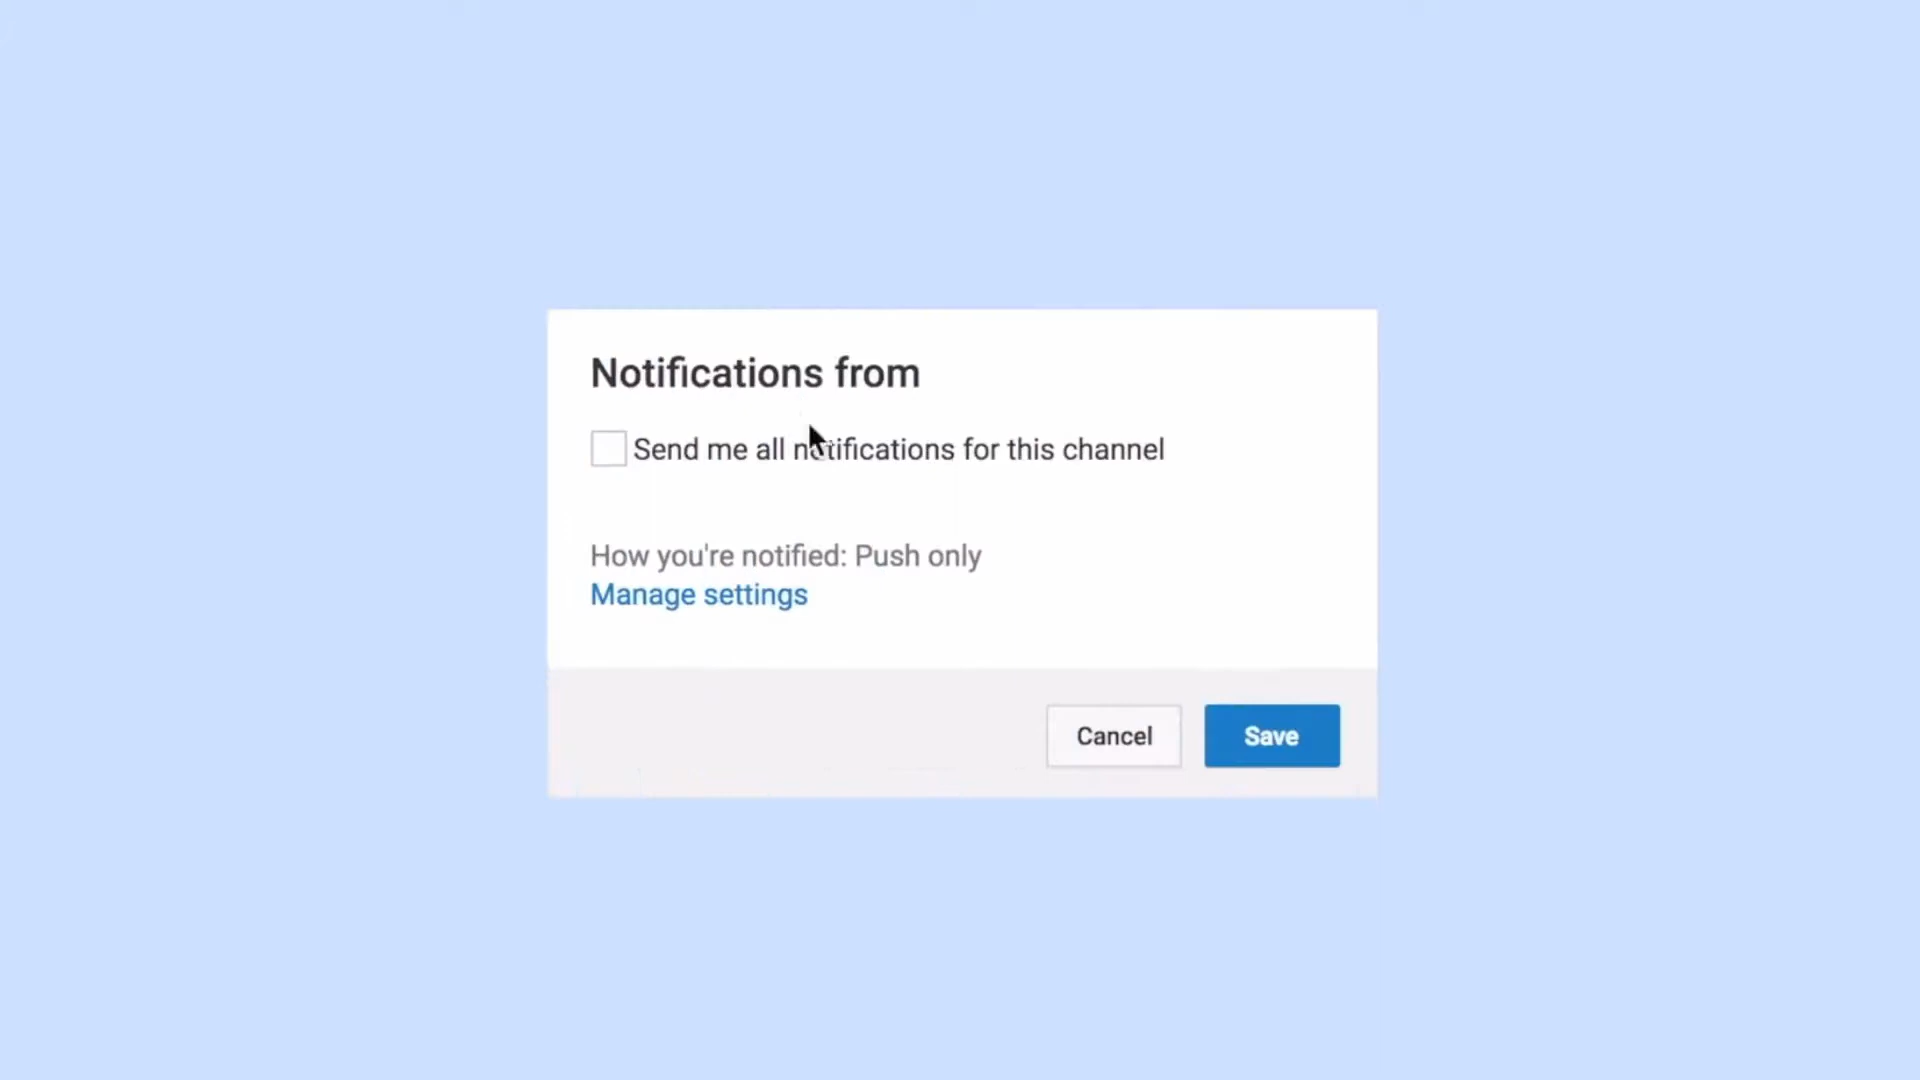 Notifications from
Send me all notifications for this channel
How you're notified: Push only
Manage settings
Cancel Save